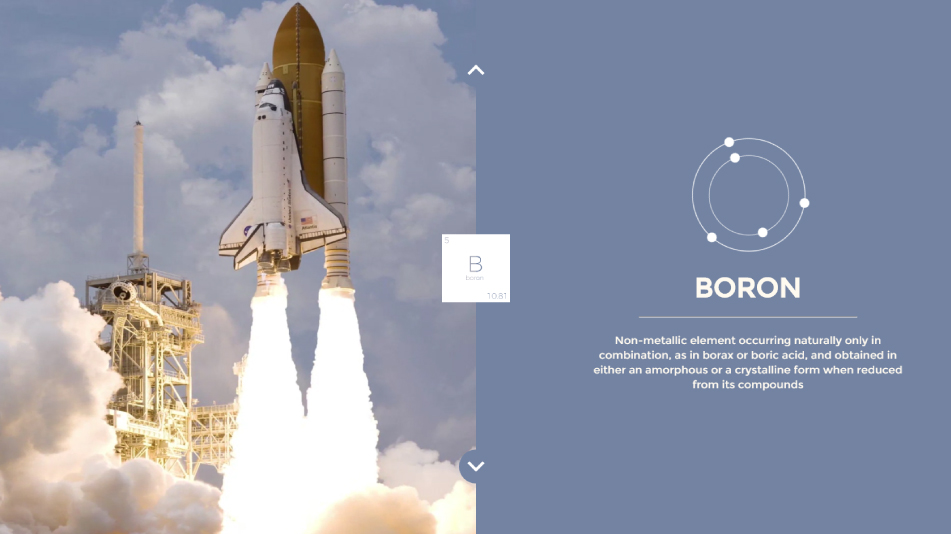 5
B
boron
10.81
BORON
Non-metallic element occurring naturally only in
combination, as in borax or boric acid, and obtained in
either an amorphous or a crystalline form when reduced
from its compounds